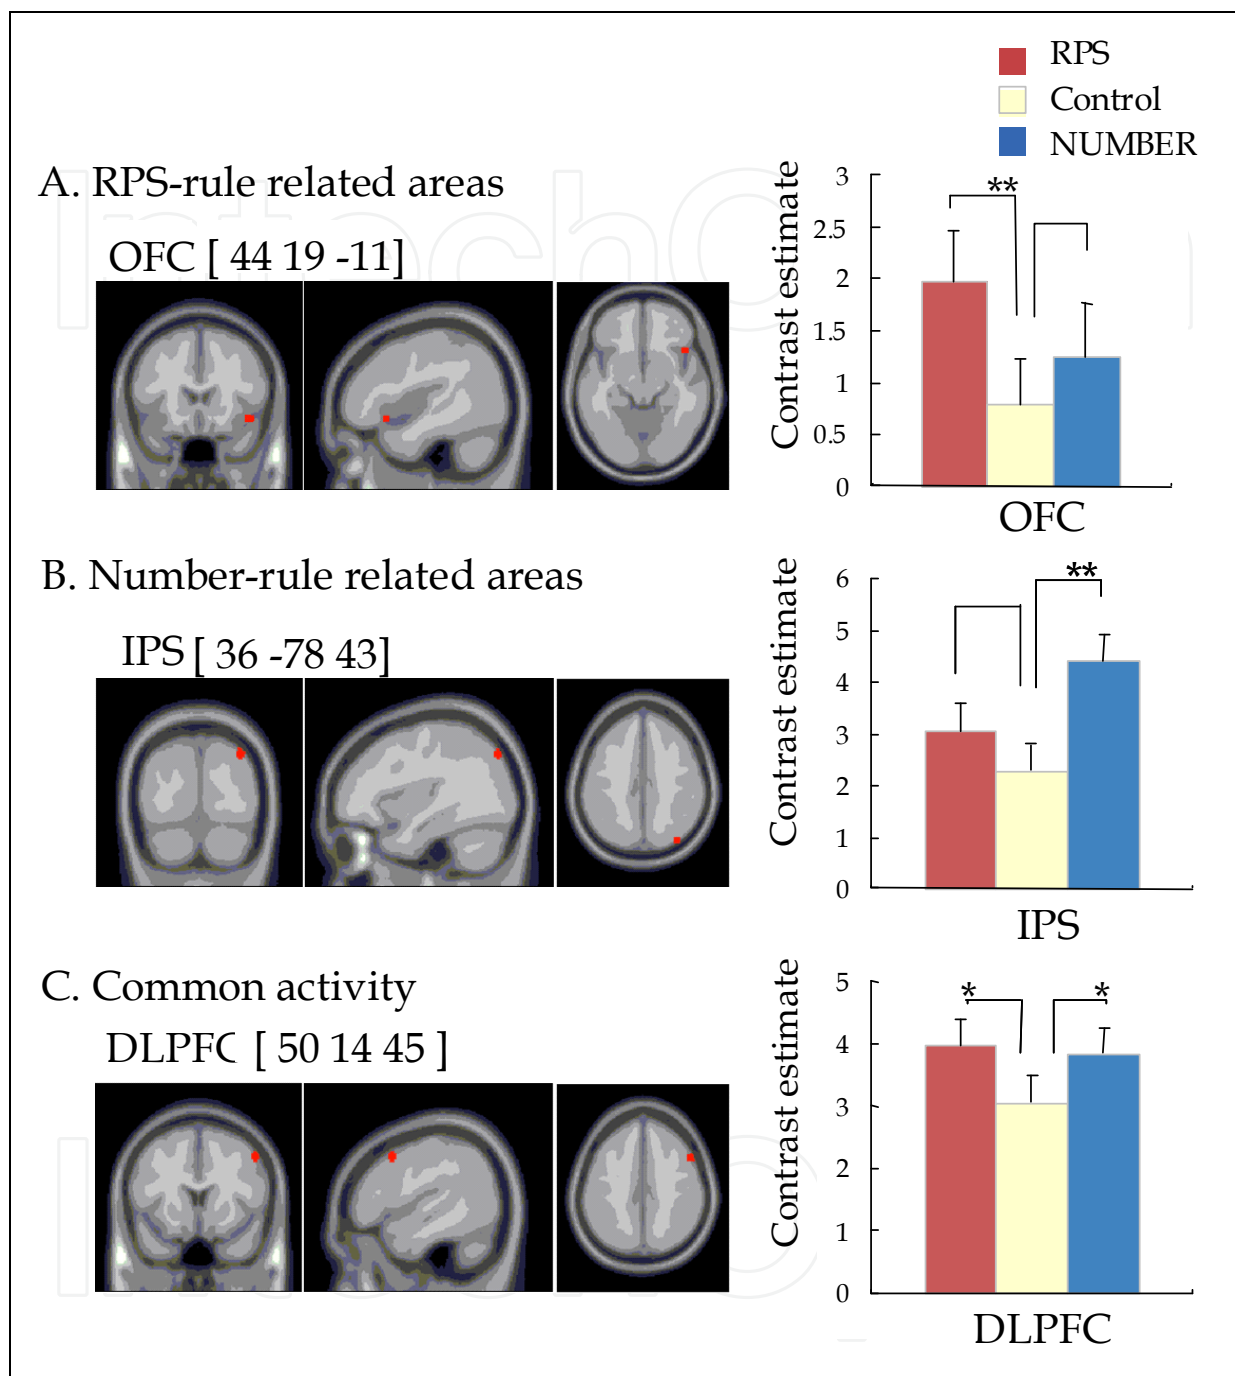 RPS
Control
NUMBER
A. RPS-rule related areas
OFC [ 44 19 -11]
Contrast estimate
3
2.5
2
1.5
1
0.5
0
**
OFC
B. Number-rule related areas
IPS [ 36 -78 43]
Contrast estimate
6
5
4
3
2
1
0
**
IPS
C. Common activity
DLPFC [ 50 14 45 ]
Contrast estimate
5
4
3
2
1
0
* *
DLPFC